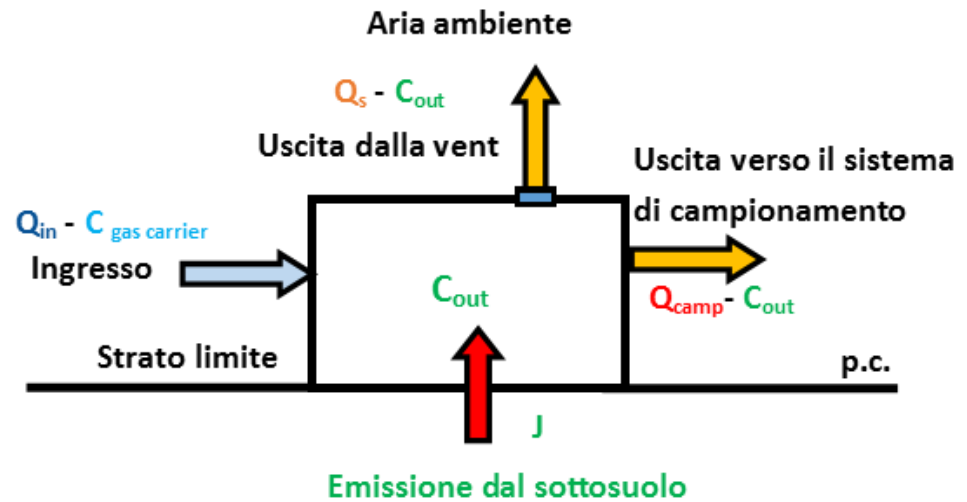 Aria ambiente
Qs - Cout
Uscita dalla vent
Uscita verso il sistema
di campionamento
Qin - C gas carrier
Ingresso
Cout
Qcamp- Cout
Strato limite
p.c.
J
Emissione dal sottosuolo